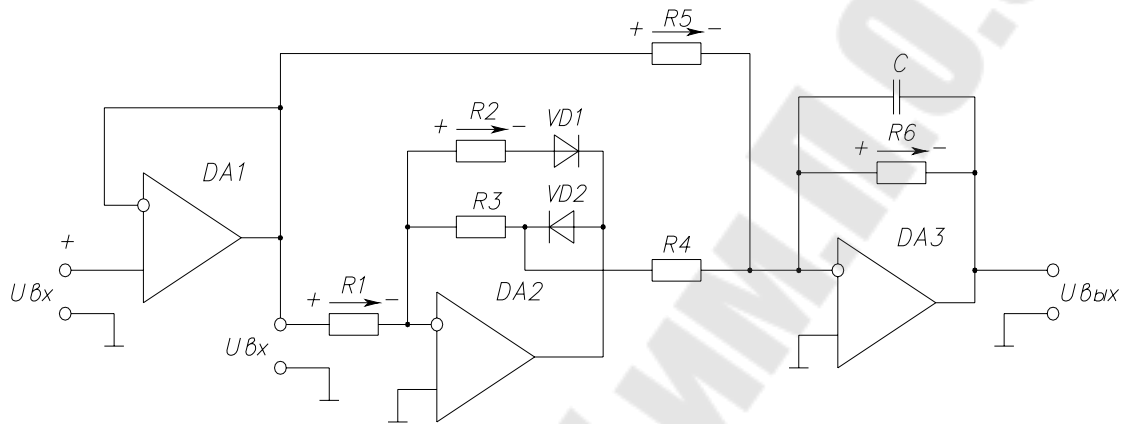 + R5 -
C
+ R2 -
VD1
+ R6 -
DA1
R3
VD2
+
DA3
R4
Uвх
+ R1 -
DA2
Uвых
Uвх